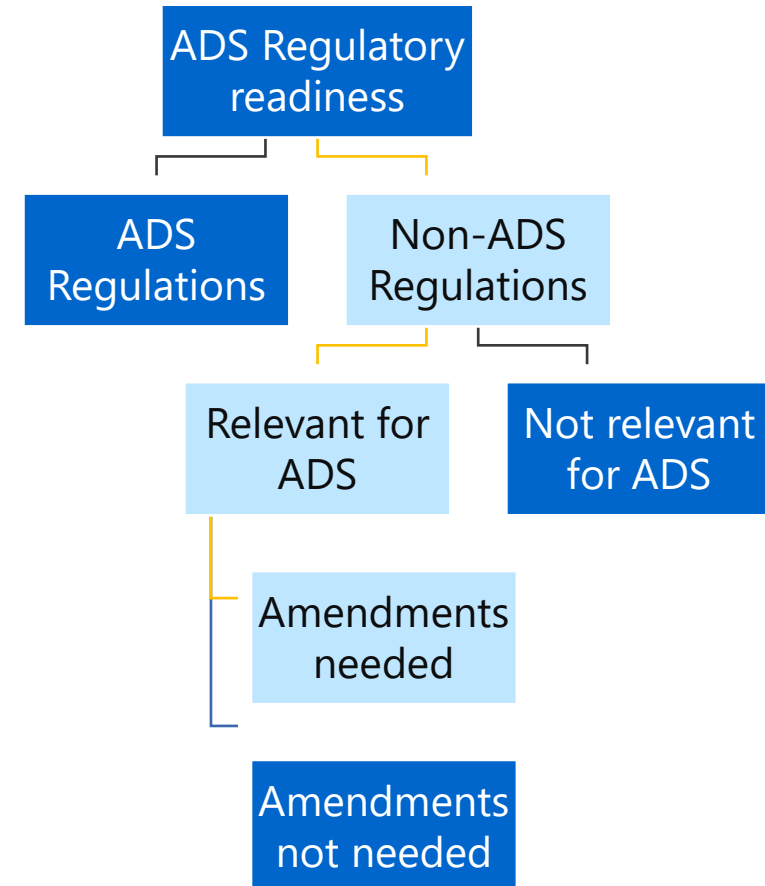 ADS Regulatory
readiness
ADS
Regulations
Non-ADS
Regulations
Relevant for
ADS
Not relevant
for ADS
Amendments
needed
Amendments
not needed